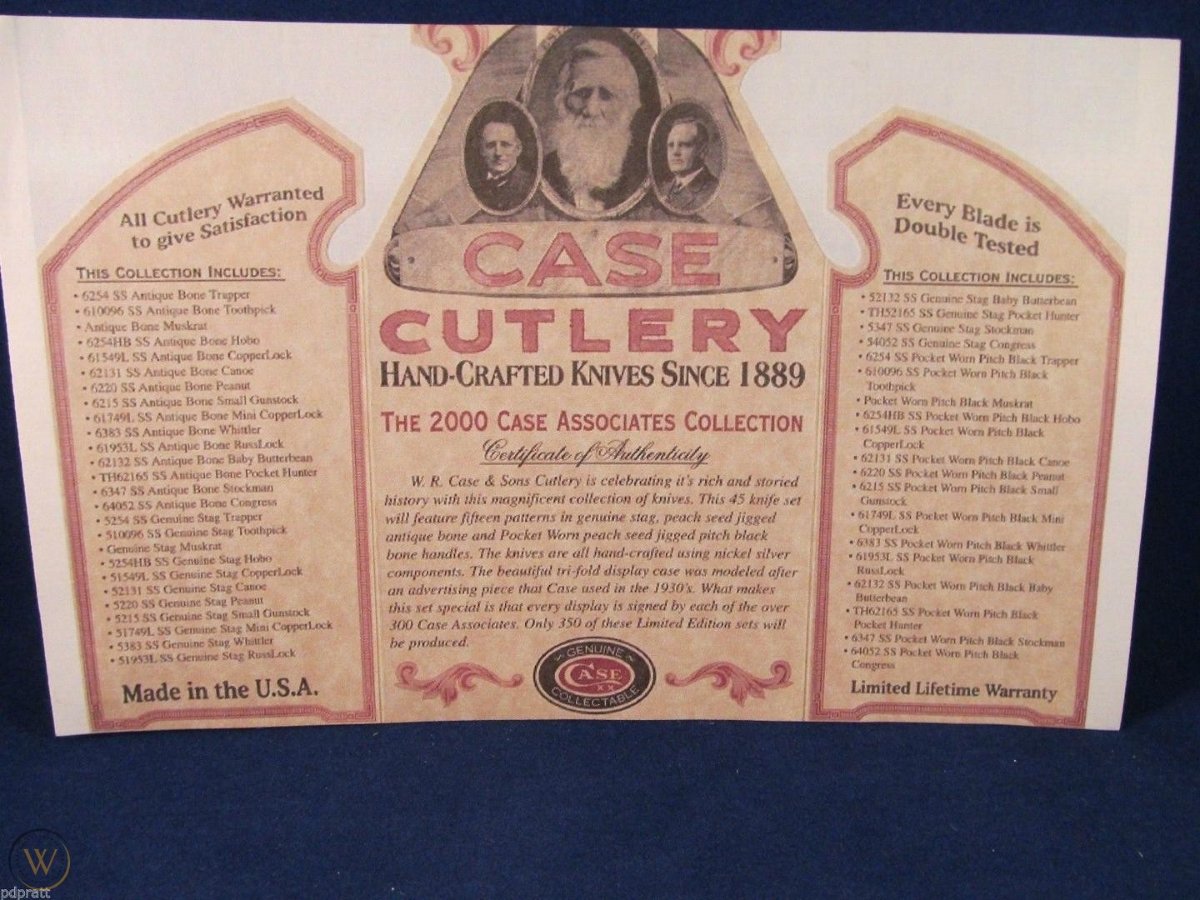 CASE
CUTLERY
HAND-CRAFTED KNIVES SINCE 1889
THE 2000 CASE ASSOCIATES COLLECTION
Certificate of Authenticity
W. R. Case & Sons Cutlery is celebrating it's rich and storied
history with this magnificent collection of knives. This 45 knife set
will feature fifteen patterns in genuine stag, peach seed jigged
antique bone and Pocket Worn peach seed jigged pitch black
bone handles. The knives are all hand-crafted using nickel silver
components. The beautiful tri-fold display case was modeled after
an advertising piece that Case used in the 1930's. What makes
this set special is that every display is signed by each of the over
300 Case Associates. Only 350 of these Limited Edition sets will
be produced.
GENUINE
CASE
XX
COLLECTABLE
All Cutlery Warranted
to give Satisfaction
THIS COLLECTION INCLUDES:
• 6254 SS Antique Bone Trapper
• 610096 SS Antique Bone Toothpick
• Antique Bone Muskrat
• 6254HB SS Antique Bone Hobo
• 61549L SS Antique Bone CopperLock
• 62131 SS Antique Bone Canoe
• 6220 SS Antique Bone Peanut
• 6215 SS Antique Bone Small Gunstock
• 61749L SS Antique Bone Mini CopperLock
• 6383 SS Antique Bone Whittler
• 61953L SS Antique Bone RussLock
• 62132 SS Antique Bone Baby Butterbean
• TH62165 SS Antique Bone Pocket Hunter
• 6347 SS Antique Bone Stockman
• 64052 SS Antique Bone Congress
• 5254 SS Genuine Stag Trapper
• 510096 SS Genuine Stag Toothpick
• Genuine Stag Muskrat
• 5254HB SS Genuine Stag Hobo
• 51549L SS Genuine Stag CopperLock
• 52131 SS Genuine Stag Canoe
• 5220 SS Genuine Stag Peanut
• 5215 SS Genuine Stag Small Gunstock
• 51749L SS Genuine Stag Mini CopperLock
• 5383 SS Genuine Stag Whittler
• 51953L SS Genuine Stag RussLock
Made in the U.S.A.
Every Blade is
Double Tested
THIS COLLECTION INCLUDES:
• 52132 SS Genuine Stag Baby Butterbean
• TH52165 SS Genuine Stag Pocket Hunter
• 5347 SS Genuine Stag Stockman
• 54052 SS Genuine Stag Congress
• 6254 SS Pocket Worn Pitch Black Trapper
• 610096 SS Pocket Worn Pitch Black
Toothpick
• Pocket Worn Pitch Black Muskrat
• 6254HB SS Pocket Worn Pitch Black Hobo
• 61549L SS Pocket Worn Pitch Black
CopperLock
• 62131 SS Pocket Worn Pitch Black Canoe
• 6220 SS Pocket Worn Pitch Black Peanut
• 6215 SS Pocket Worn Pitch Black Small
Gunstock
• 61749L SS Pocket Worn Pitch Black Mini
CopperLock
• 6383 SS Pocket Worn Pitch Black Whittler
• 61953L SS Pocket Worn Pitch Black
RussLock
• 62132 SS Pocket Worn Pitch Black Baby
Butterbean
• TH62165 SS Pocket Worn Pitch Black
Pocket Hunter
• 6347 SS Pocket Worn Pitch Black Stockman
• 64052 SS Pocket Worn Pitch Black
Congress
Limited Lifetime Warranty
W
pdpratt